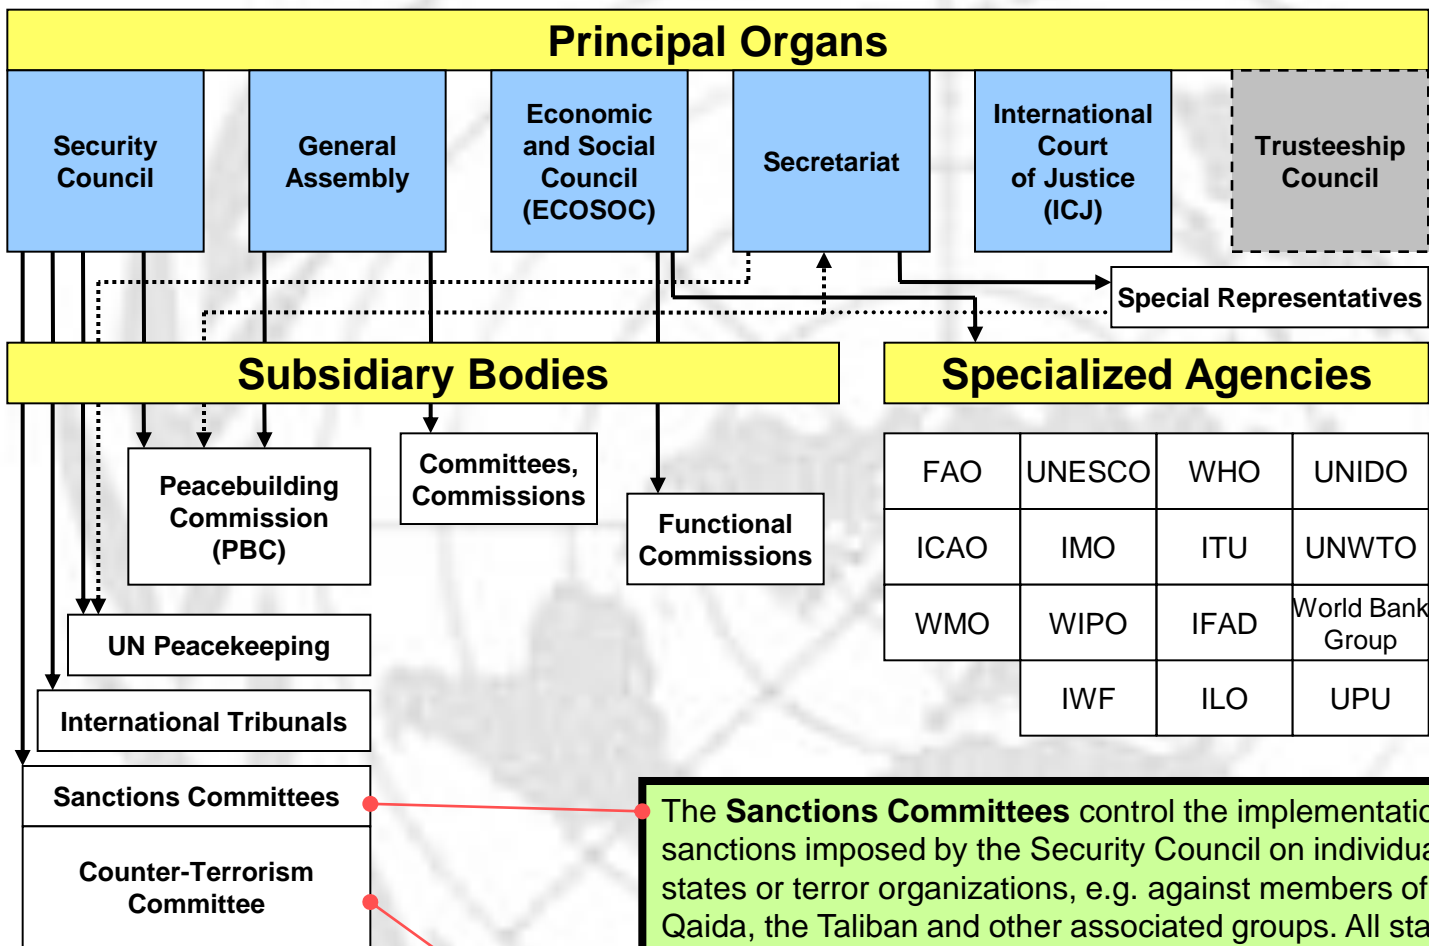 Principal Organs
Security
Council
General
Assembly
Economic
and Social
Council
(ECOSOC)
Secretariat
International
Court
of Justice
(ICJ)
Trusteeship
Council
Special Representatives
Subsidiary Bodies
Specialized Agencies
Peacebuilding
Commission
(PBC)
Committees,
Commissions
Functional
Commissions
UN Peacekeeping
International Tribunals
Sanctions Committees
Counter-Terrorism
Committee
FAO UNESCO WHO UNIDO
ICAO IMO ITU UNWTO
WMO WIPO IFAD World Bank
Group
IWF ILO UPU
The Sanctions Committees control the implementatio
sanctions imposed by the Security Council on individua
states or terror organizations, e.g. against members of
Qaida, the Taliban and other associated groups. All sta